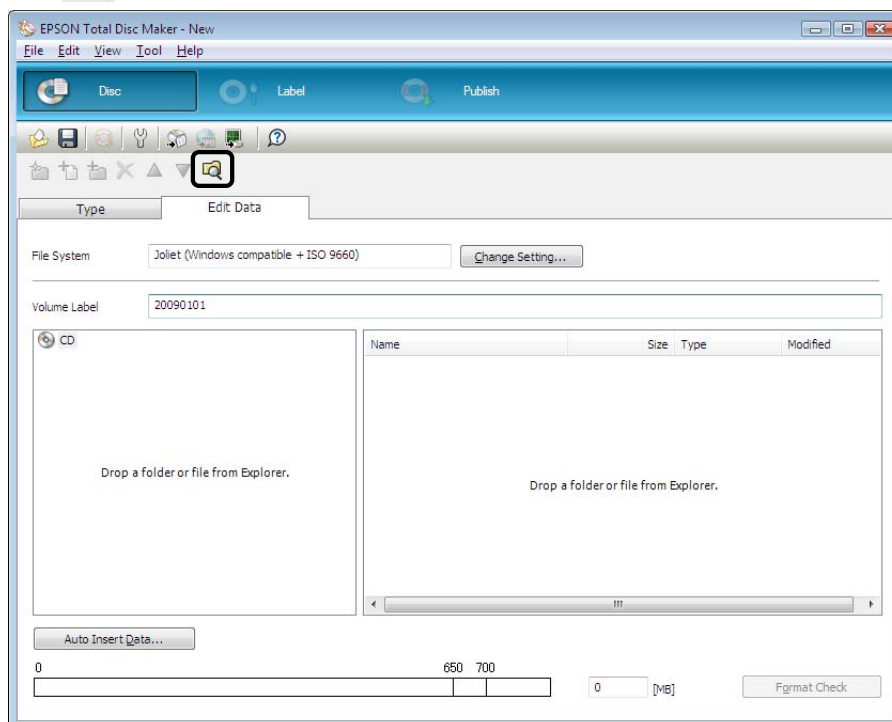 EPSON Total Disc Maker - New
File Edit View Tool Help
Disc Label Publish
Type Edit Data
File System Joliet (Windows compatible + ISO 9660) Change Setting...
Volume Label 20090101
CD Name Size Type Modified
Drop a folder or file from Explorer.
Drop a folder or file from Explorer.
Auto Insert Data...
0 650 700
0 [MB] Format Check